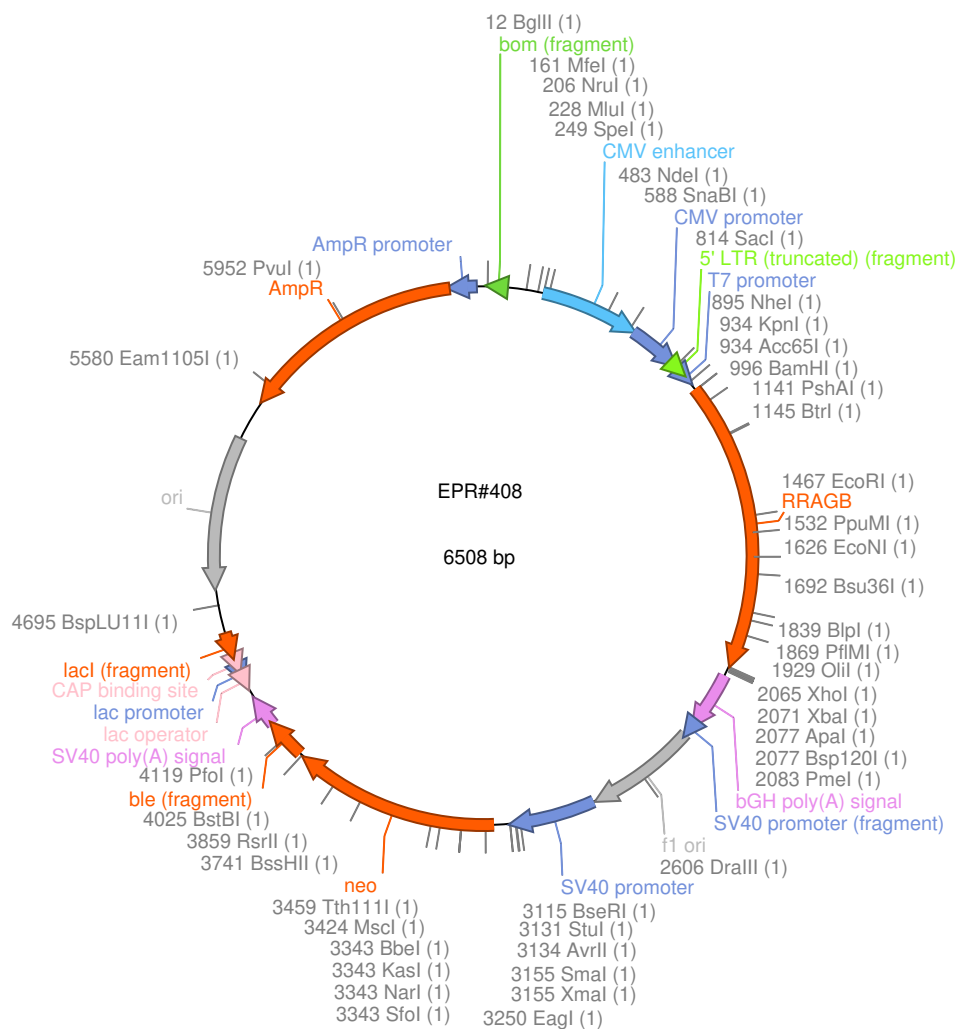 12 BglII (1)
bom (fragment)
161 MfeI (1)
206 NruI (1)
228 MluI (1)
249 SpeI (1)
CMV enhancer
483 NdeI (1)
588 SnaBI (1)
CMV promoter
814 SacI (1)
5' LTR (truncated) (fragment)
T7 promoter
895 NheI (1)
934 KpnI (1)
934 Acc65I (1)
996 BamHI (1)
1141 PshAI (1)
1145 BtrI (1)
1467 EcoRI (1)
RRAGB
1532 PpuMI (1)
1626 EcoNI (1)
1692 Bsu36I (1)
1839 BlpI (1)
1869 PflMI (1)
1929 OliI (1)
2065 XhoI (1)
2071 XbaI (1)
2077 ApaI (1)
2077 Bsp120I (1)
2083 PmeI (1)
bGH poly(A) signal
SV40 promoter (fragment)
f1 ori
2606 DraIII (1)
SV40 promoter
3115 BseRI (1)
3131 StuI (1)
3134 AvrII (1)
3155 SmaI (1)
3155 XmaI (1)
3250 EagI (1)
neo
3459 Tth111I (1)
3424 MscI (1)
3343 BbeI (1)
3343 KasI (1)
3343 NarI (1)
3343 SfoI (1)
3741 BssHII (1)
3859 RsrII (1)
4025 BstBI (1)
ble (fragment)
4119 PfoI (1)
SV40 poly(A) signal
lac operator
lac promoter
CAP binding site
lacI (fragment)
4695 BspLU11I (1)
ori
5580 Eam1105I (1)
AmpR
5952 PvuI (1)
AmpR promoter
EPR#408
6508 bp